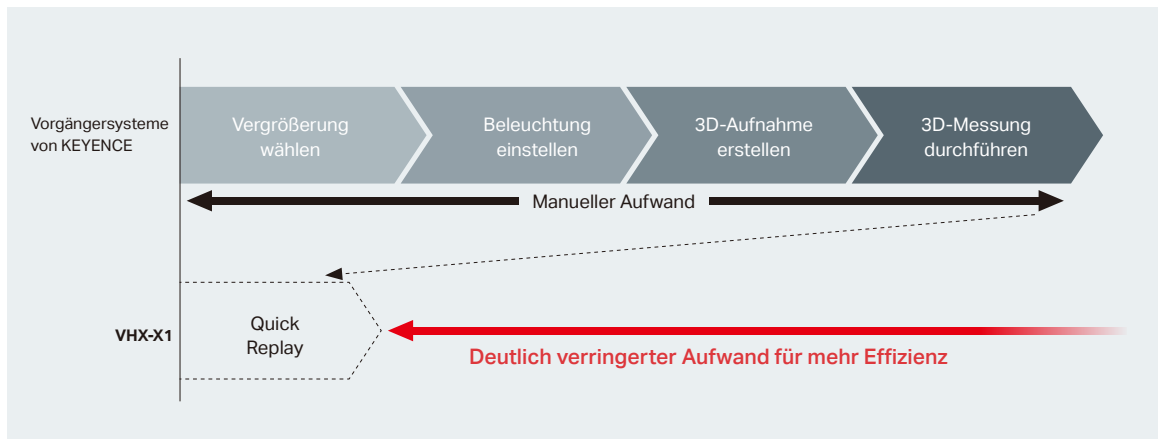 Vorgängersysteme
von KEYENCE
Vergrößerung
wählen
Beleuchtung
einstellen
3D-Aufnahme
erstellen
3D-Messung
durchführen
Manueller Aufwand
VHX-X1
Quick
Replay
Deutlich verringerter Aufwand für mehr Effizienz